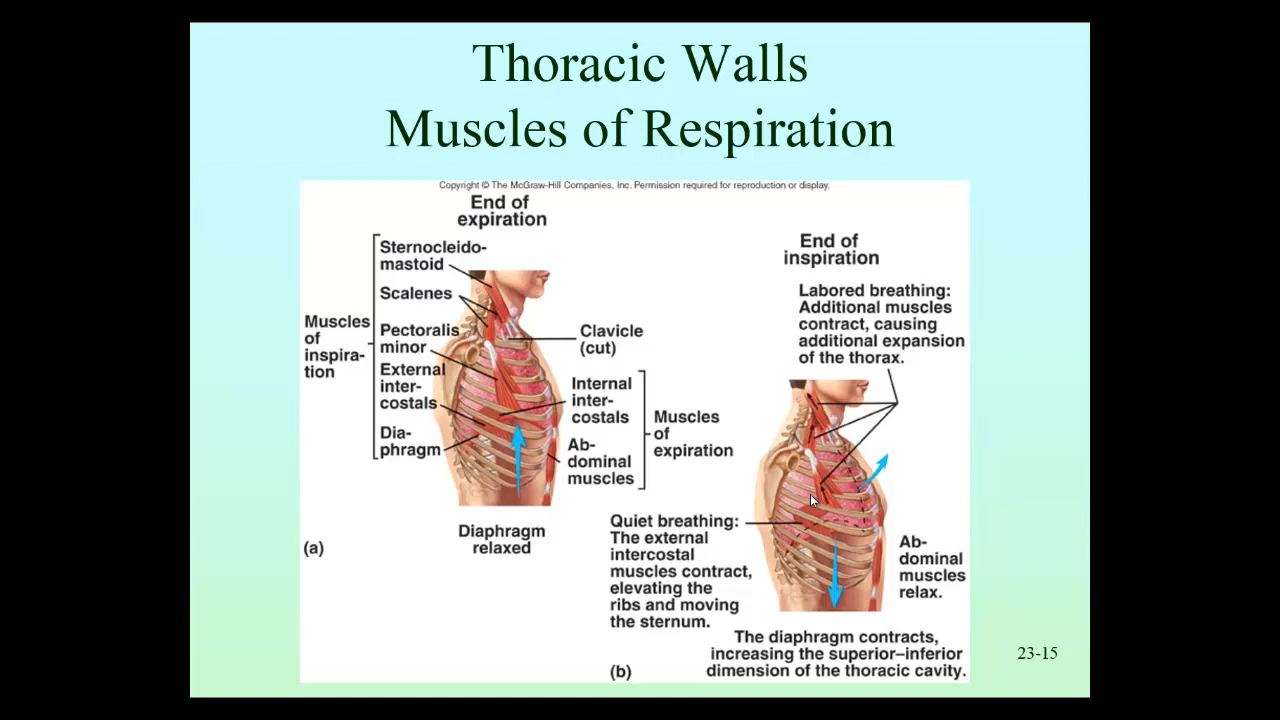 Thoracic Walls
Muscles of Respiration
Copyright © The McGraw-Hill Companies, Inc. Permission required for reproduction or display.
End of
expiration
Sternocleido-
mastoid
Scalenes
Muscles
of
inspira-
tion
Pectoralis
minor
External
inter-
costals
Dia-
phragm
Clavicle
(cut)
Internal
inter-
costals
Ab-
dominal
muscles
Muscles
of
expiration
Diaphragm
relaxed
(a)
End of
inspiration
Labored breathing:
Additional muscles
contract, causing
additional expansion
of the thorax.
Quiet breathing:
The external
intercostal
muscles contract,
elevating the
ribs and moving
the sternum.
Ab-
dominal
muscles
relax.
The diaphragm contracts,
increasing the superior–inferior
dimension of the thoracic cavity.
(b)
23-15